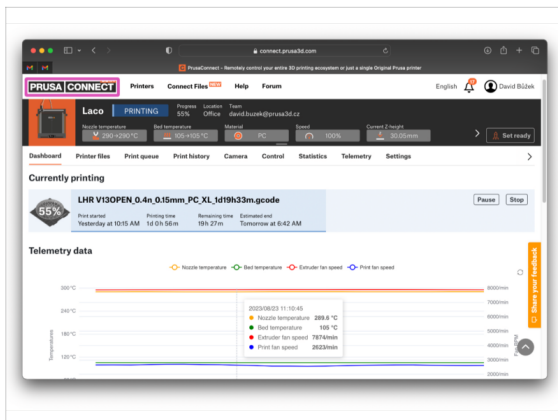 connect.prusa3d.com
PrusaConnect - Remotely control your entire 3D printing ecosystem or just a single Original Prusa printer
PRUSA CONNECT Printers Connect Files NEW Help Forum English David Bůžek
Laco PRINTING Progress 55% Location Office Team david.buzek@prusa3d.cz
Nozzle temperature Bed temperature Material Speed Current Z-height
290→290 °C 105→105 °C PC 100% 30.05mm Set ready
Dashboard Printer files Print queue Print history Camera Control Statistics Telemetry Settings
Currently printing
55%
LHR V13OPEN_0.4n_0.15mm_PC_XL_1d19h33m.gcode Pause Stop
Print started Printing time Remaining time Estimated end
Yesterday at 10:15 AM 1d 0h 56m 19h 27m Tomorrow at 6:42 AM
Telemetry data
Nozzle temperature Bed temperature Extruder fan speed Print fan speed
Share your feedback
300 °C 8000/min
7000/min
240 °C
6000/min
180 °C 5000/min
4000/min
120 °C 3000/min
2000/min
Temperatures
2023/08/23 11:10:45
Nozzle temperature 289.6 °C
Bed temperature 105 °C
Extruder fan speed 7874/min
Print fan speed 2623/min